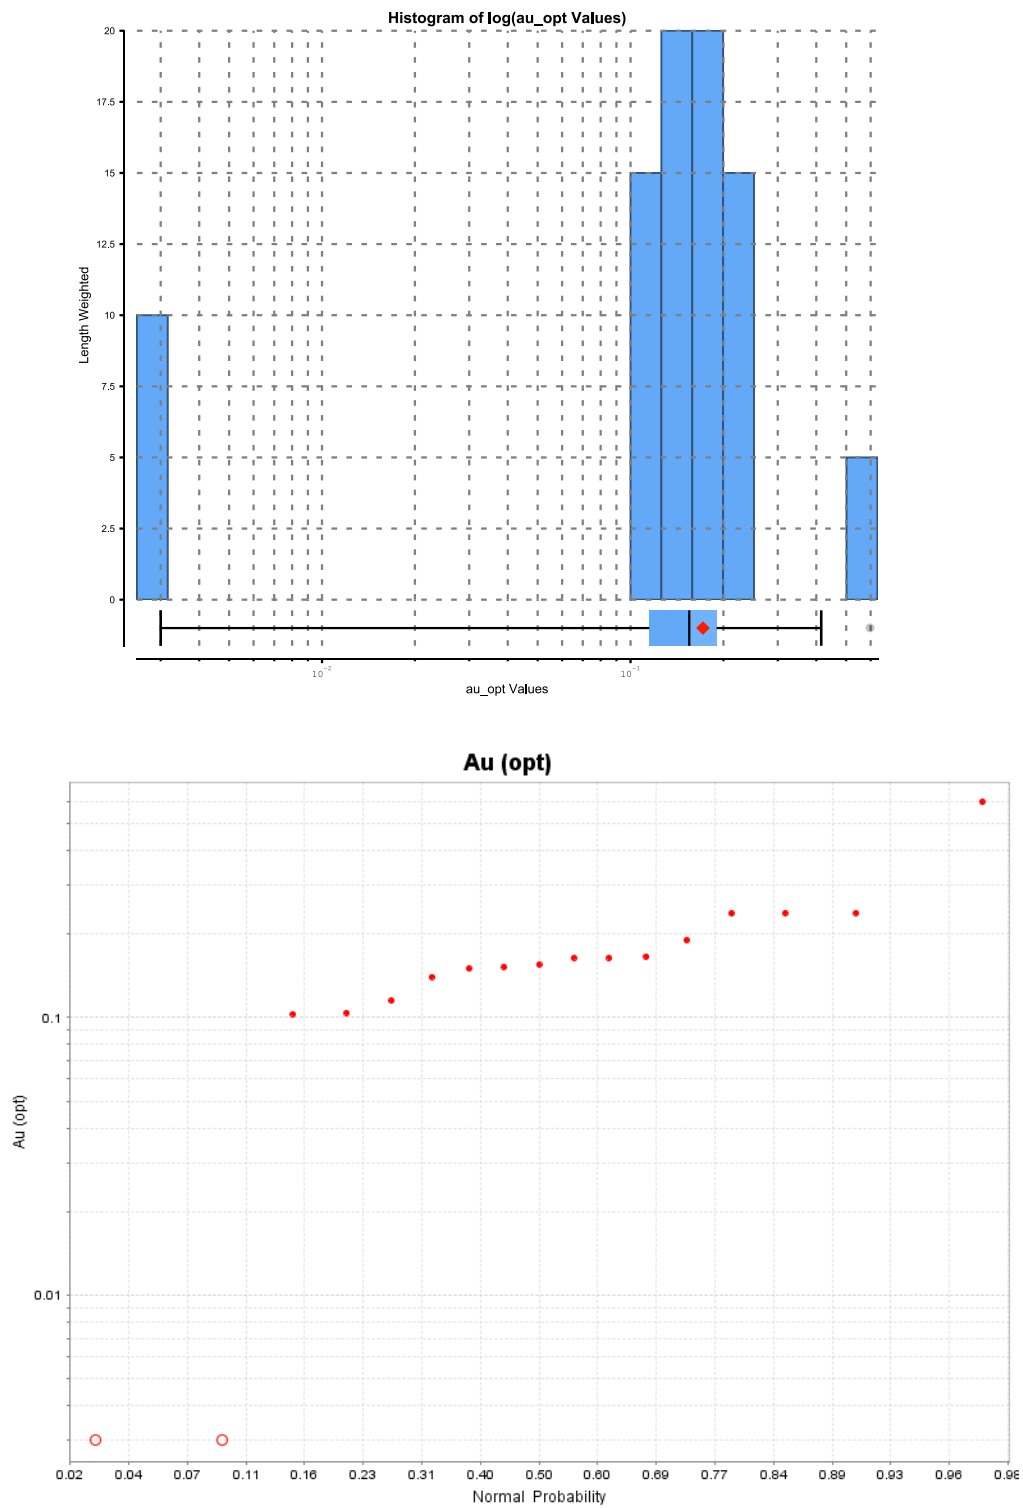 Histogram of log(au_opt Values)
20
17.5
15
12.5
10
7.5
5
2.5
0
Length Weighted
10⁻²
10⁻¹
au_opt Values
Au (opt)
0.1
0.01
Au (opt)
0.02 0.04 0.07 0.11 0.16 0.23 0.31 0.40 0.50 0.60 0.69 0.77 0.84 0.89 0.93 0.96 0.98
Normal Probability